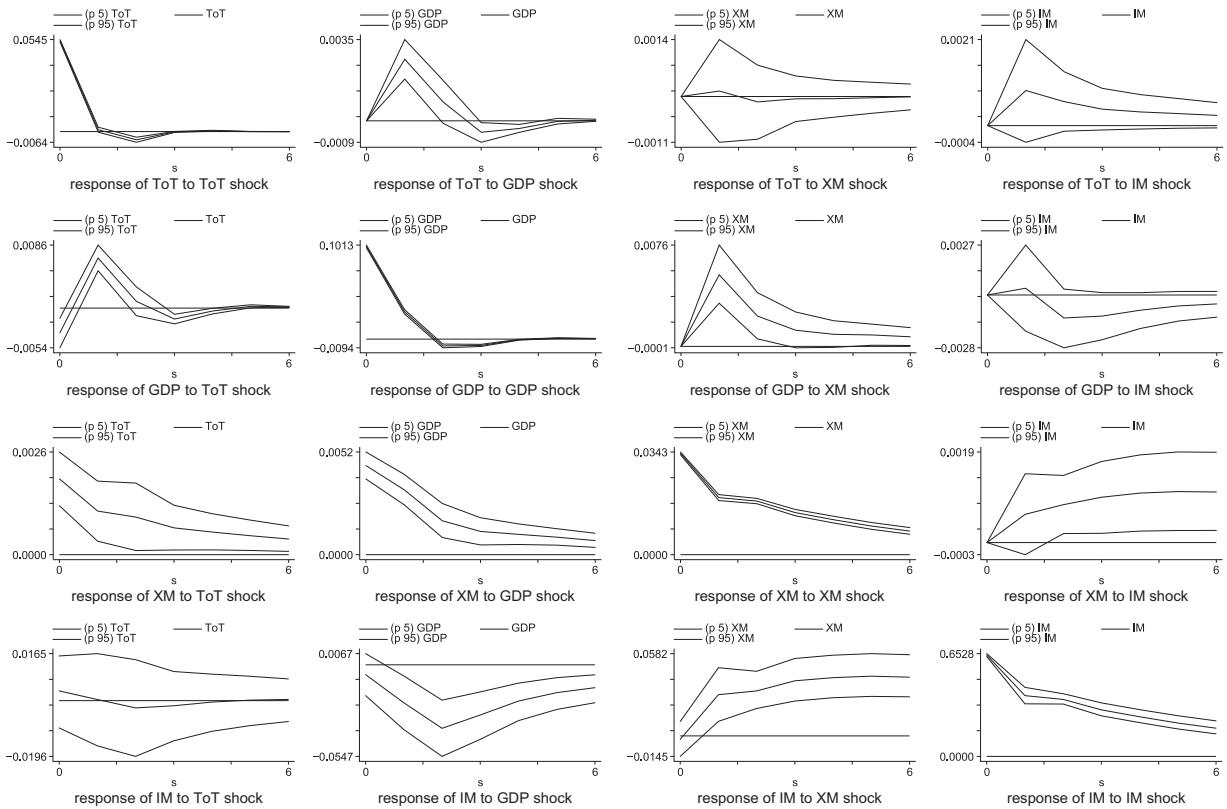 (p 5) ToT ToT
(p 95) ToT
0.0545
−0.0064
0 6
s
response of ToT to ToT shock
(p 5) GDP GDP
(p 95) GDP
0.0035
−0.0009
0 6
s
response of ToT to GDP shock
(p 5) XM XM
(p 95) XM
0.0014
−0.0011
0 6
s
response of ToT to XM shock
(p 5) IM IM
(p 95) IM
0.0021
−0.0004
0 6
s
response of ToT to IM shock
(p 5) ToT ToT
(p 95) ToT
0.0086
−0.0054
0 6
s
response of GDP to ToT shock
(p 5) GDP GDP
(p 95) GDP
0.1013
−0.0094
0 6
s
response of GDP to GDP shock
(p 5) XM XM
(p 95) XM
0.0076
−0.0001
0 6
s
response of GDP to XM shock
(p 5) IM IM
(p 95) IM
0.0027
−0.0028
0 6
s
response of GDP to IM shock
(p 5) ToT ToT
(p 95) ToT
0.0026
0.0000
0 6
s
response of XM to ToT shock
(p 5) GDP GDP
(p 95) GDP
0.0052
0.0000
0 6
s
response of XM to GDP shock
(p 5) XM XM
(p 95) XM
0.0343
0.0000
0 6
s
response of XM to XM shock
(p 5) IM IM
(p 95) IM
0.0019
−0.0003
0 6
s
response of XM to IM shock
(p 5) ToT ToT
(p 95) ToT
0.0165
−0.0196
0 6
s
response of IM to ToT shock
(p 5) GDP GDP
(p 95) GDP
0.0067
−0.0547
0 6
s
response of IM to GDP shock
(p 5) XM XM
(p 95) XM
0.0582
−0.0145
0 6
s
response of IM to XM shock
(p 5) IM IM
(p 95) IM
0.6528
0.0000
0 6
s
response of IM to IM shock